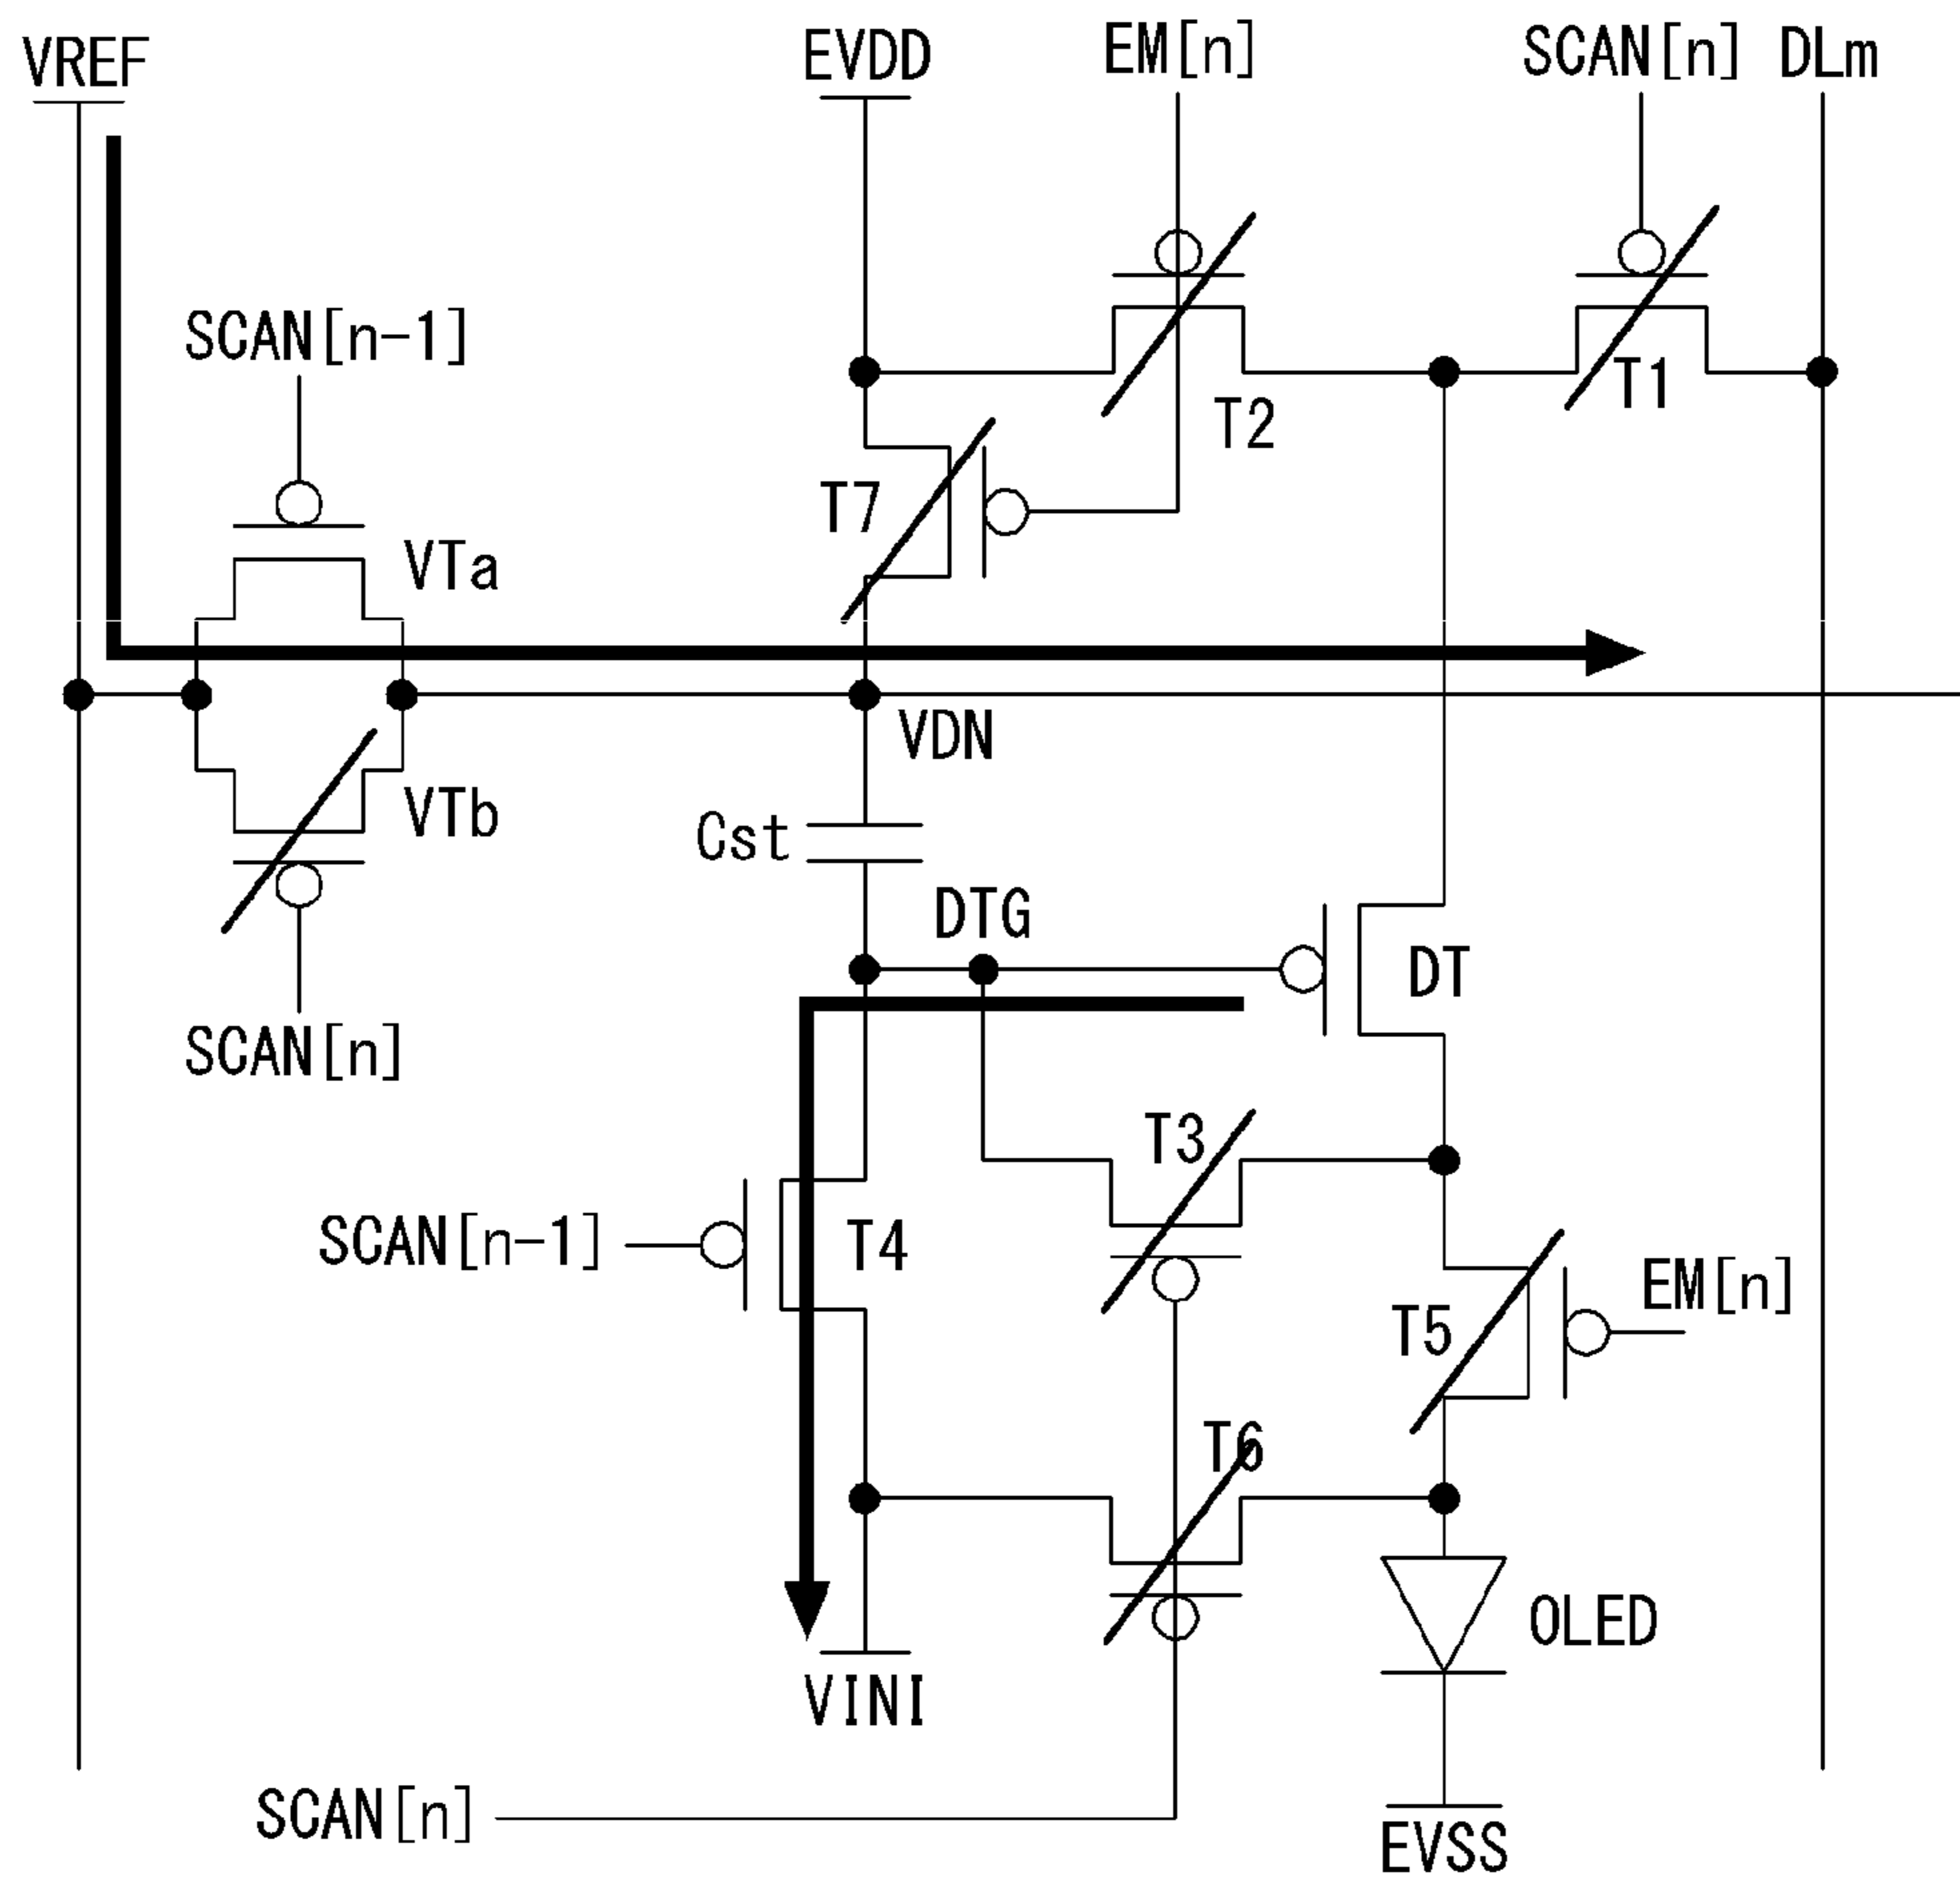 VREF
EVDD
EM[n]
SCAN[n]
DLm
SCAN[n-1]
T1
T2
T7
VTa
VDN
VTb
Cst
DTG
DT
SCAN[n]
T3
SCAN[n-1]
T4
EM[n]
T5
T6
OLED
VINI
SCAN[n]
EVSS